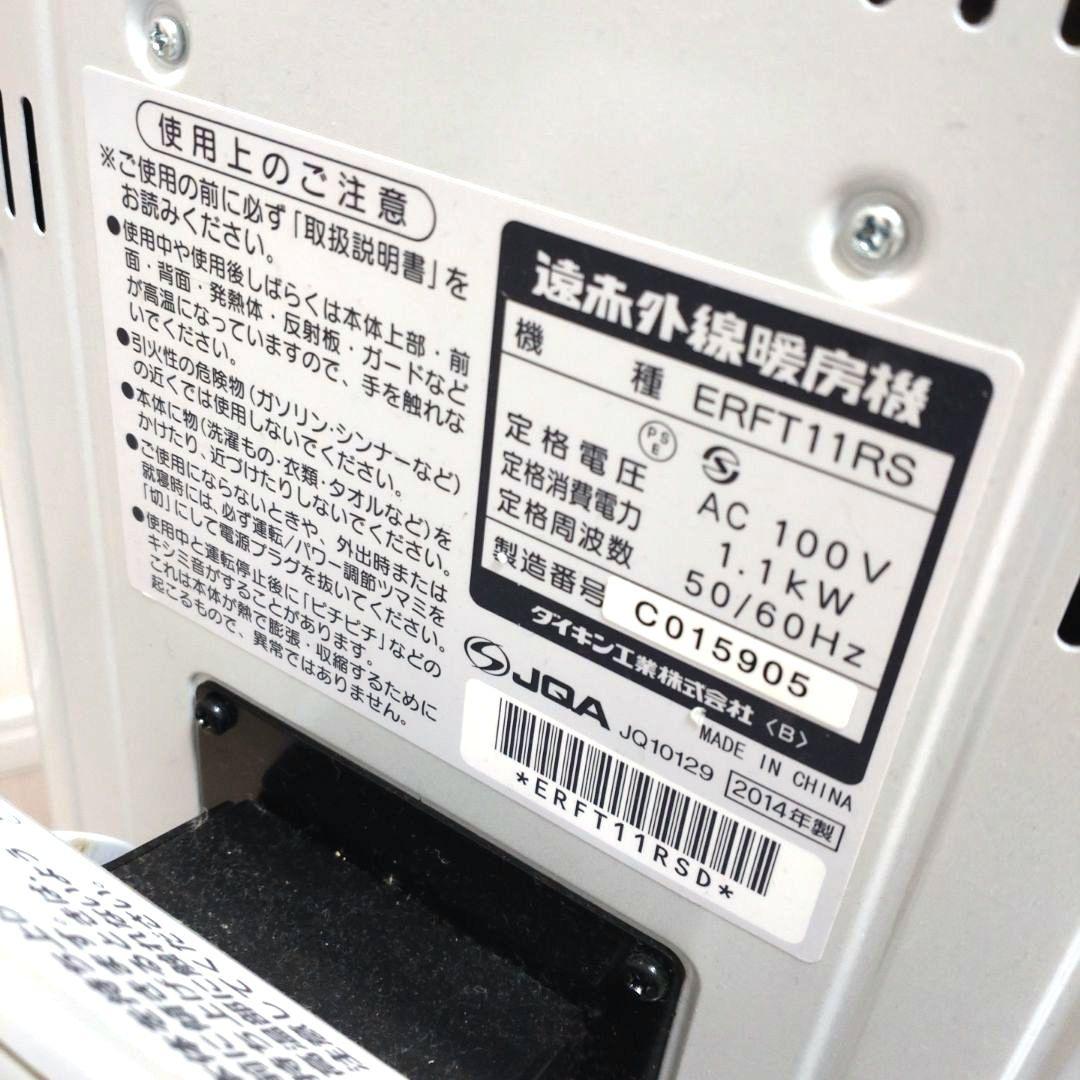 使用上のご注意
※ご使用の前に必ず「取扱説明書」を
お読みください。
●使用中や使用後しばらくは本体上部・前
面・背面・発熱体・反射板・ガードなど
が高温になっていますので、手を触れな
いでください。
●引火性の危険物(ガソリン・シンナーなど)
の近くでは使用しないでください。
●本体に物(洗濯もの・衣類・タオルなど)を
かけたり、近づけたりしないでください。
●ご使用にならないときや、外出時または
就寝時には、必ず運転/パワー調節ツマミを
「切」にして電源プラグを抜いてください。
●使用中と運転停止後に「ピチピチ」などの
キシミ音がすることがあります。
これは本体が熱で膨張・収縮するために
起こるもので、異常ではありません。
遠赤外線暖房機
機種 ERFT11RS
PSE
定格電圧 AC 100V
定格消費電力 1.1kW
定格周波数 50/60Hz
製造番号 C015905
ダイキン工業株式会社 〈B〉
JQA JQ10129
MADE IN CHINA
2014年製
*ERFT11RSD*